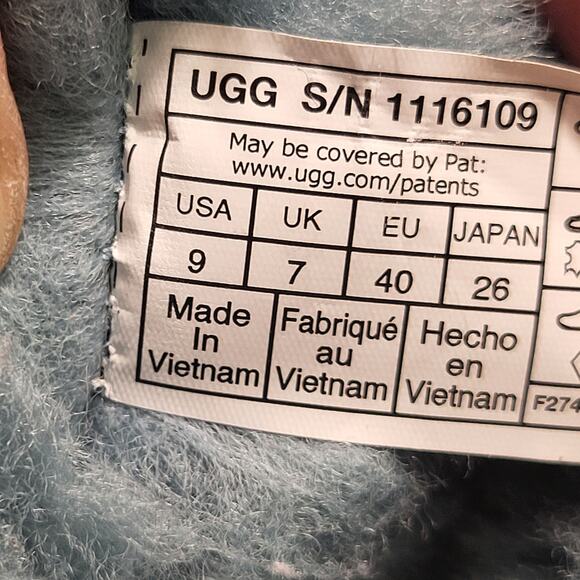 UGG S/N 1116109
May be covered by Pat:
www.ugg.com/patents
USA UK EU JAPAN
9 7 40 26
Made In Vietnam
Fabriqué au Vietnam
Hecho en Vietnam
F274